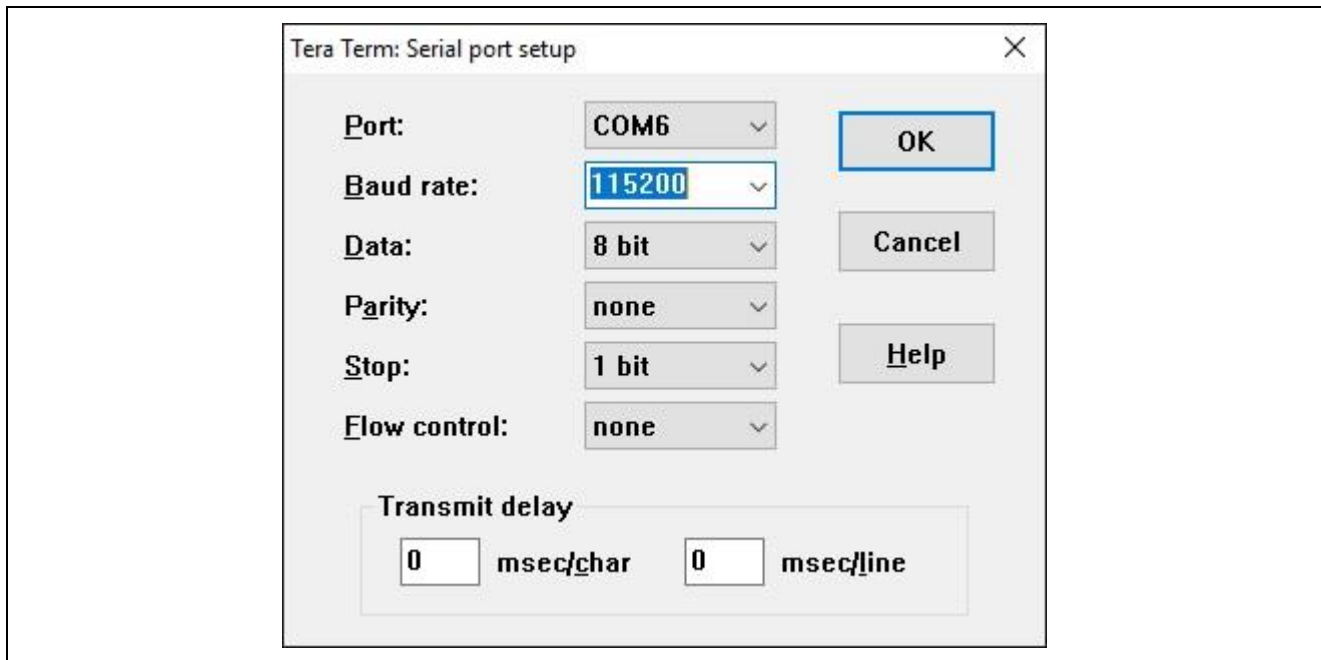 Tera Term: Serial port setup
Port: COM6 OK
Baud rate: 115200
Data: 8 bit Cancel
Parity: none
Stop: 1 bit Help
Flow control: none
Transmit delay
0 msec/char 0 msec/line